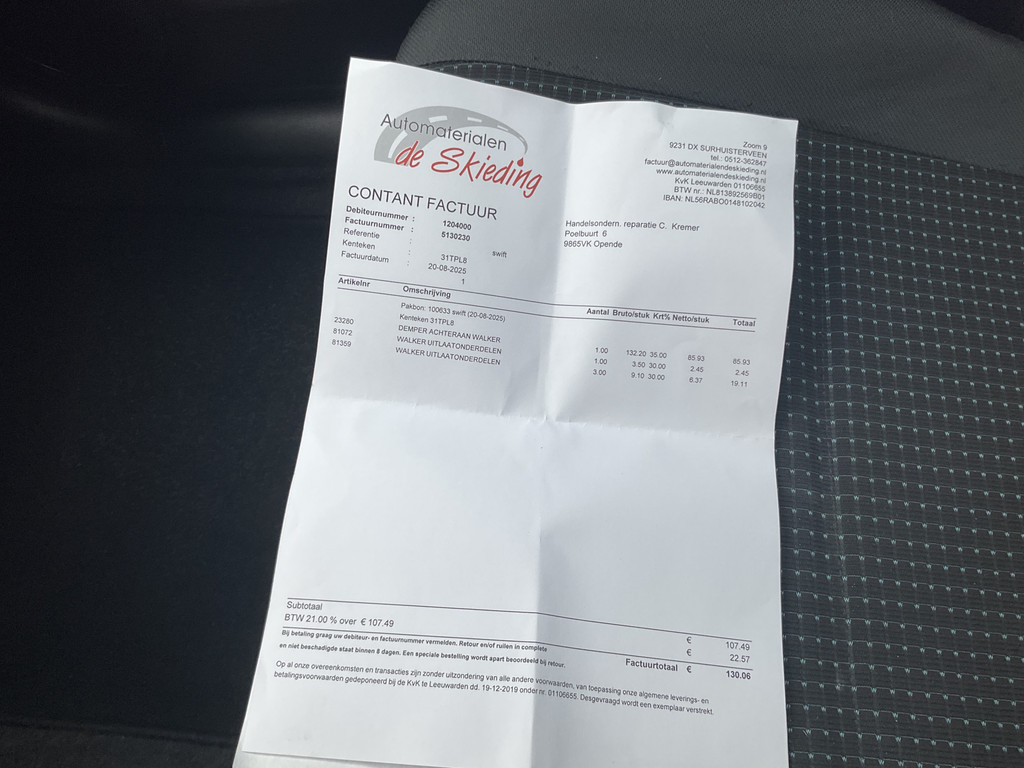 Automaterialen
de Skieding
Zoom 9
9231 DX SURHUISTERVEEN
tel.: 0512-362847
factuur@automaterialendeskieding.nl
www.automaterialendeskieding.nl
KvK Leeuwarden 01106655
BTW nr.: NL813892569B01
IBAN: NL56RABO0148102042
CONTANT FACTUUR
Debiteurnummer : 1204000
Factuurnummer : 5130230
Referentie : swift
Kenteken : 31TPL8
Factuurdatum : 20-08-2025
1
Handelsondern. reparatie C. Kremer
Poelbuurt 6
9865VK Opende
Artikelnr Omschrijving Aantal Bruto/stuk Krt% Netto/stuk Totaal
Pakbon: 100633 swift (20-08-2025)
Kenteken 31TPL8
23280 DEMPER ACHTERAAN WALKER 1.00 132.20 35.00 85.93 85.93
81072 WALKER UITLAATONDERDELEN 1.00 3.50 30.00 2.45 2.45
81359 WALKER UITLAATONDERDELEN 3.00 9.10 30.00 6.37 19.11
Subtotaal € 107.49
BTW 21.00 % over € 107.49 € 22.57
Factuurtotaal € 130.06
Bij betaling graag uw debiteur- en factuurnummer vermelden. Retour en/of ruilen in complete
en niet beschadigde staat binnen 8 dagen. Een speciale bestelling wordt apart beoordeeld bij retour.
Op al onze overeenkomsten en transacties zijn zonder uitzondering van alle andere voorwaarden, van toepassing onze algemene leverings- en
betalingsvoorwaarden gedeponeerd bij de KvK te Leeuwarden dd. 19-12-2019 onder nr. 01106655. Desgevraagd wordt een exemplaar verstrekt.